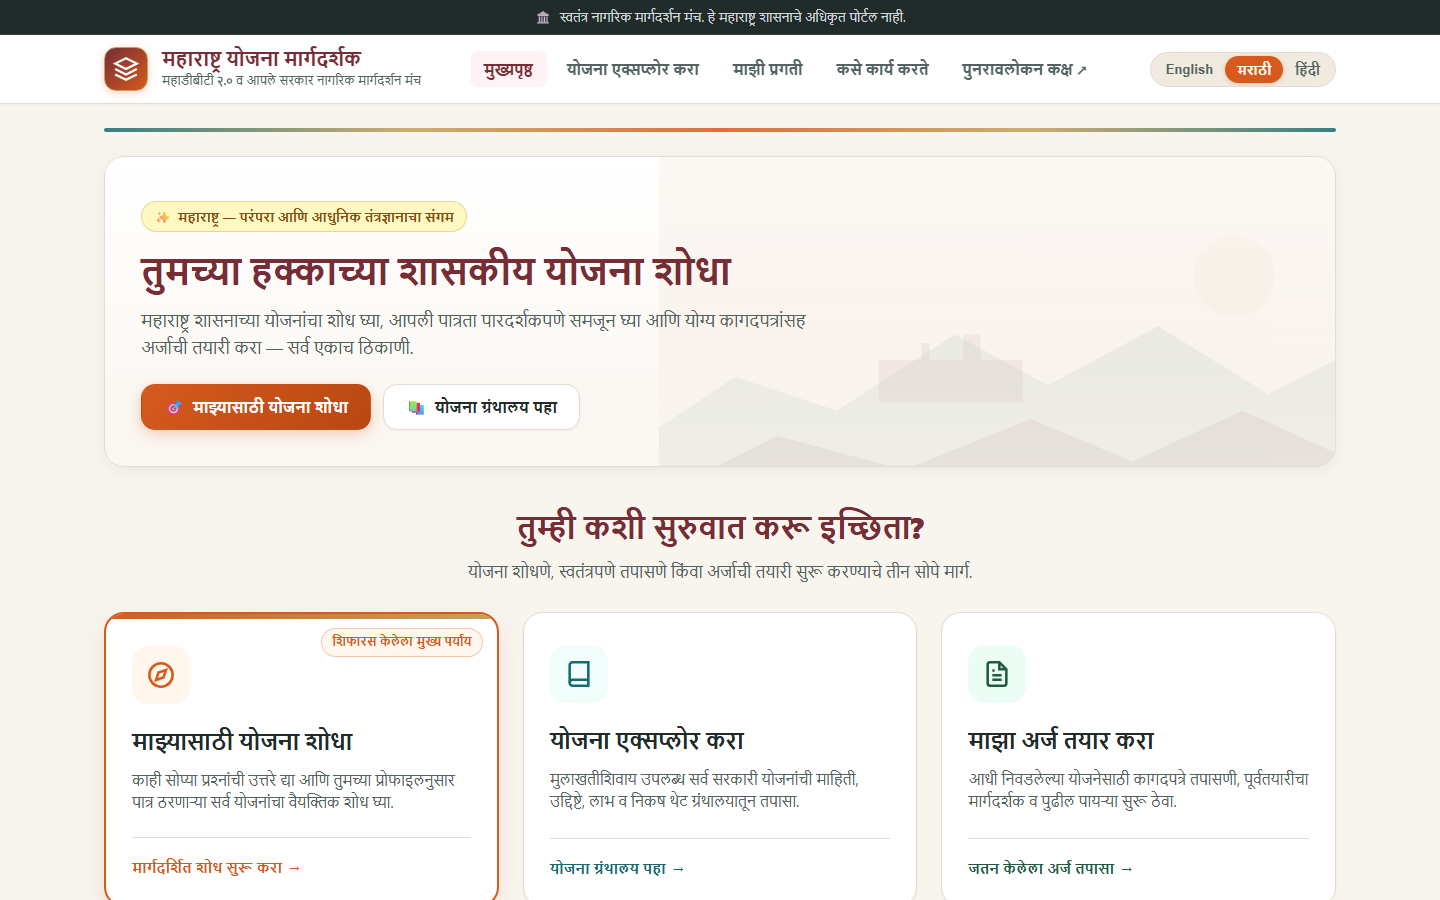 स्वतंत्र नागरिक मार्गदर्शन मंच. हे महाराष्ट्र शासनाचे अधिकृत पोर्टल नाही.
महाराष्ट्र योजना मार्गदर्शक
महाडीबीटी २.० व आपले सरकार नागरिक मार्गदर्शन मंच
मुख्यपृष्ठ
योजना एक्सप्लोर करा
माझी प्रगती
कसे कार्य करते
पुनरावलोकन कक्ष ↗
English
मराठी
हिंदी
महाराष्ट्र — परंपरा आणि आधुनिक तंत्रज्ञानाचा संगम
तुमच्या हक्काच्या शासकीय योजना शोधा
महाराष्ट्र शासनाच्या योजनांचा शोध घ्या, आपली पात्रता पारदर्शकपणे समजून घ्या आणि योग्य कागदपत्रांसह
अर्जाची तयारी करा — सर्व एकाच ठिकाणी.
माझ्यासाठी योजना शोधा
योजना ग्रंथालय पहा
तुम्ही कशी सुरुवात करू इच्छिता?
योजना शोधणे, स्वतंत्रपणे तपासणे किंवा अर्जाची तयारी सुरू करण्याचे तीन सोपे मार्ग.
शिफारस केलेला मुख्य पर्याय
माझ्यासाठी योजना शोधा
काही सोप्या प्रश्नांची उत्तरे द्या आणि तुमच्या प्रोफाइलनुसार
पात्र ठरणाऱ्या सर्व योजनांचा वैयक्तिक शोध घ्या.
मार्गदर्शित शोध सुरू करा →
योजना एक्सप्लोर करा
मुलाखतीशिवाय उपलब्ध सर्व सरकारी योजनांची माहिती,
उद्दिष्टे, लाभ व निकष थेट ग्रंथालयातून तपासा.
योजना ग्रंथालय पहा →
माझा अर्ज तयार करा
आधी निवडलेल्या योजनेसाठी कागदपत्रे तपासणी, पूर्वतयारीचा
मार्गदर्शक व पुढील पायऱ्या सुरू ठेवा.
जतन केलेला अर्ज तपासा →